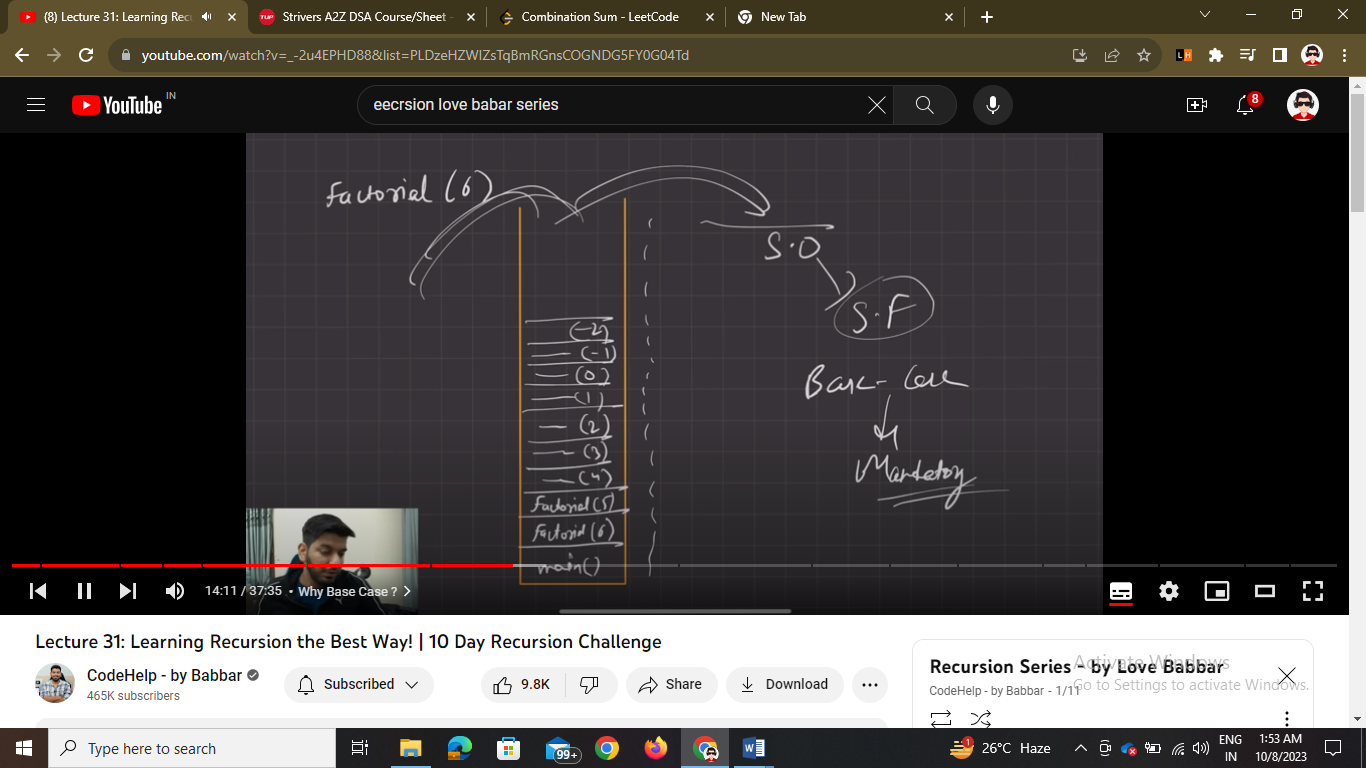 (8) Lecture 31: Learning Rec
Strivers A2Z DSA Course/Sheet -
Combination Sum - LeetCode
New Tab
youtube.com/watch?v=_-2u4EPHD88&list=PLDzeHZWIZsTqBmRGnsCOGNDG5FY0G04Td
YouTube IN
eecrsion love babar series
8
Factorial (6)
S.O
S.F
Base-Case
Mantatory
(-2)
(-1)
(0)
(1)
(2)
(3)
(4)
Factorial (5)
Factorial (6)
main()
14:11 / 37:35 • Why Base Case ?
Lecture 31: Learning Recursion the Best Way! | 10 Day Recursion Challenge
CodeHelp - by Babbar
465K subscribers
Subscribed
9.8K
Share
Download
Recursion Series - by Love Babbar
CodeHelp - by Babbar - 1/11
Activate Windows
Go to Settings to activate Windows.
Type here to search
99+
1
26°C Haze
ENG
IN
1:53 AM
10/8/2023